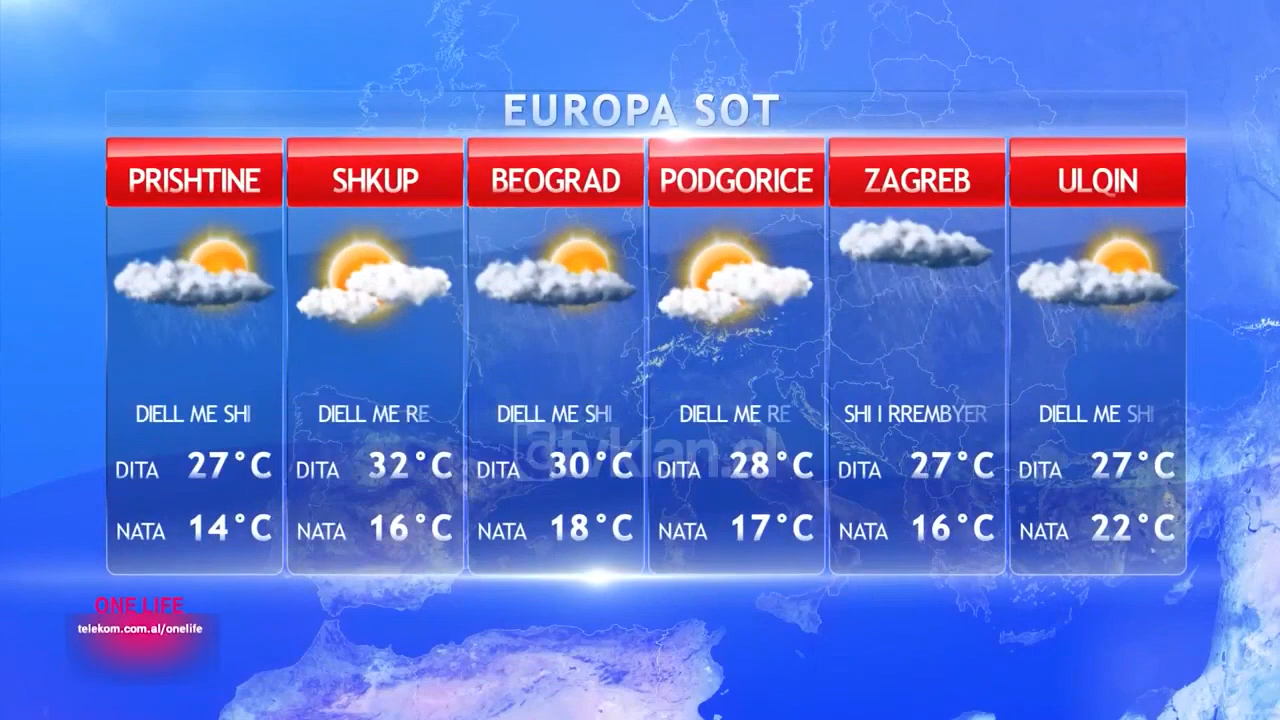 EUROPA SOT
PRISHTINE
DIELL ME SHI
DITA 27°C
NATA 14°C
SHKUP
DIELL ME RE
DITA 32°C
NATA 16°C
BEOGRAD
DIELL ME SHI
DITA 30°C
NATA 18°C
PODGORICE
DIELL ME RE
DITA 28°C
NATA 17°C
ZAGREB
SHI I RREMBYER
DITA 27°C
NATA 16°C
ULQIN
DIELL ME SHI
DITA 27°C
NATA 22°C
@tvklan.al
ONE LIFE
telekom.com.al/onelife